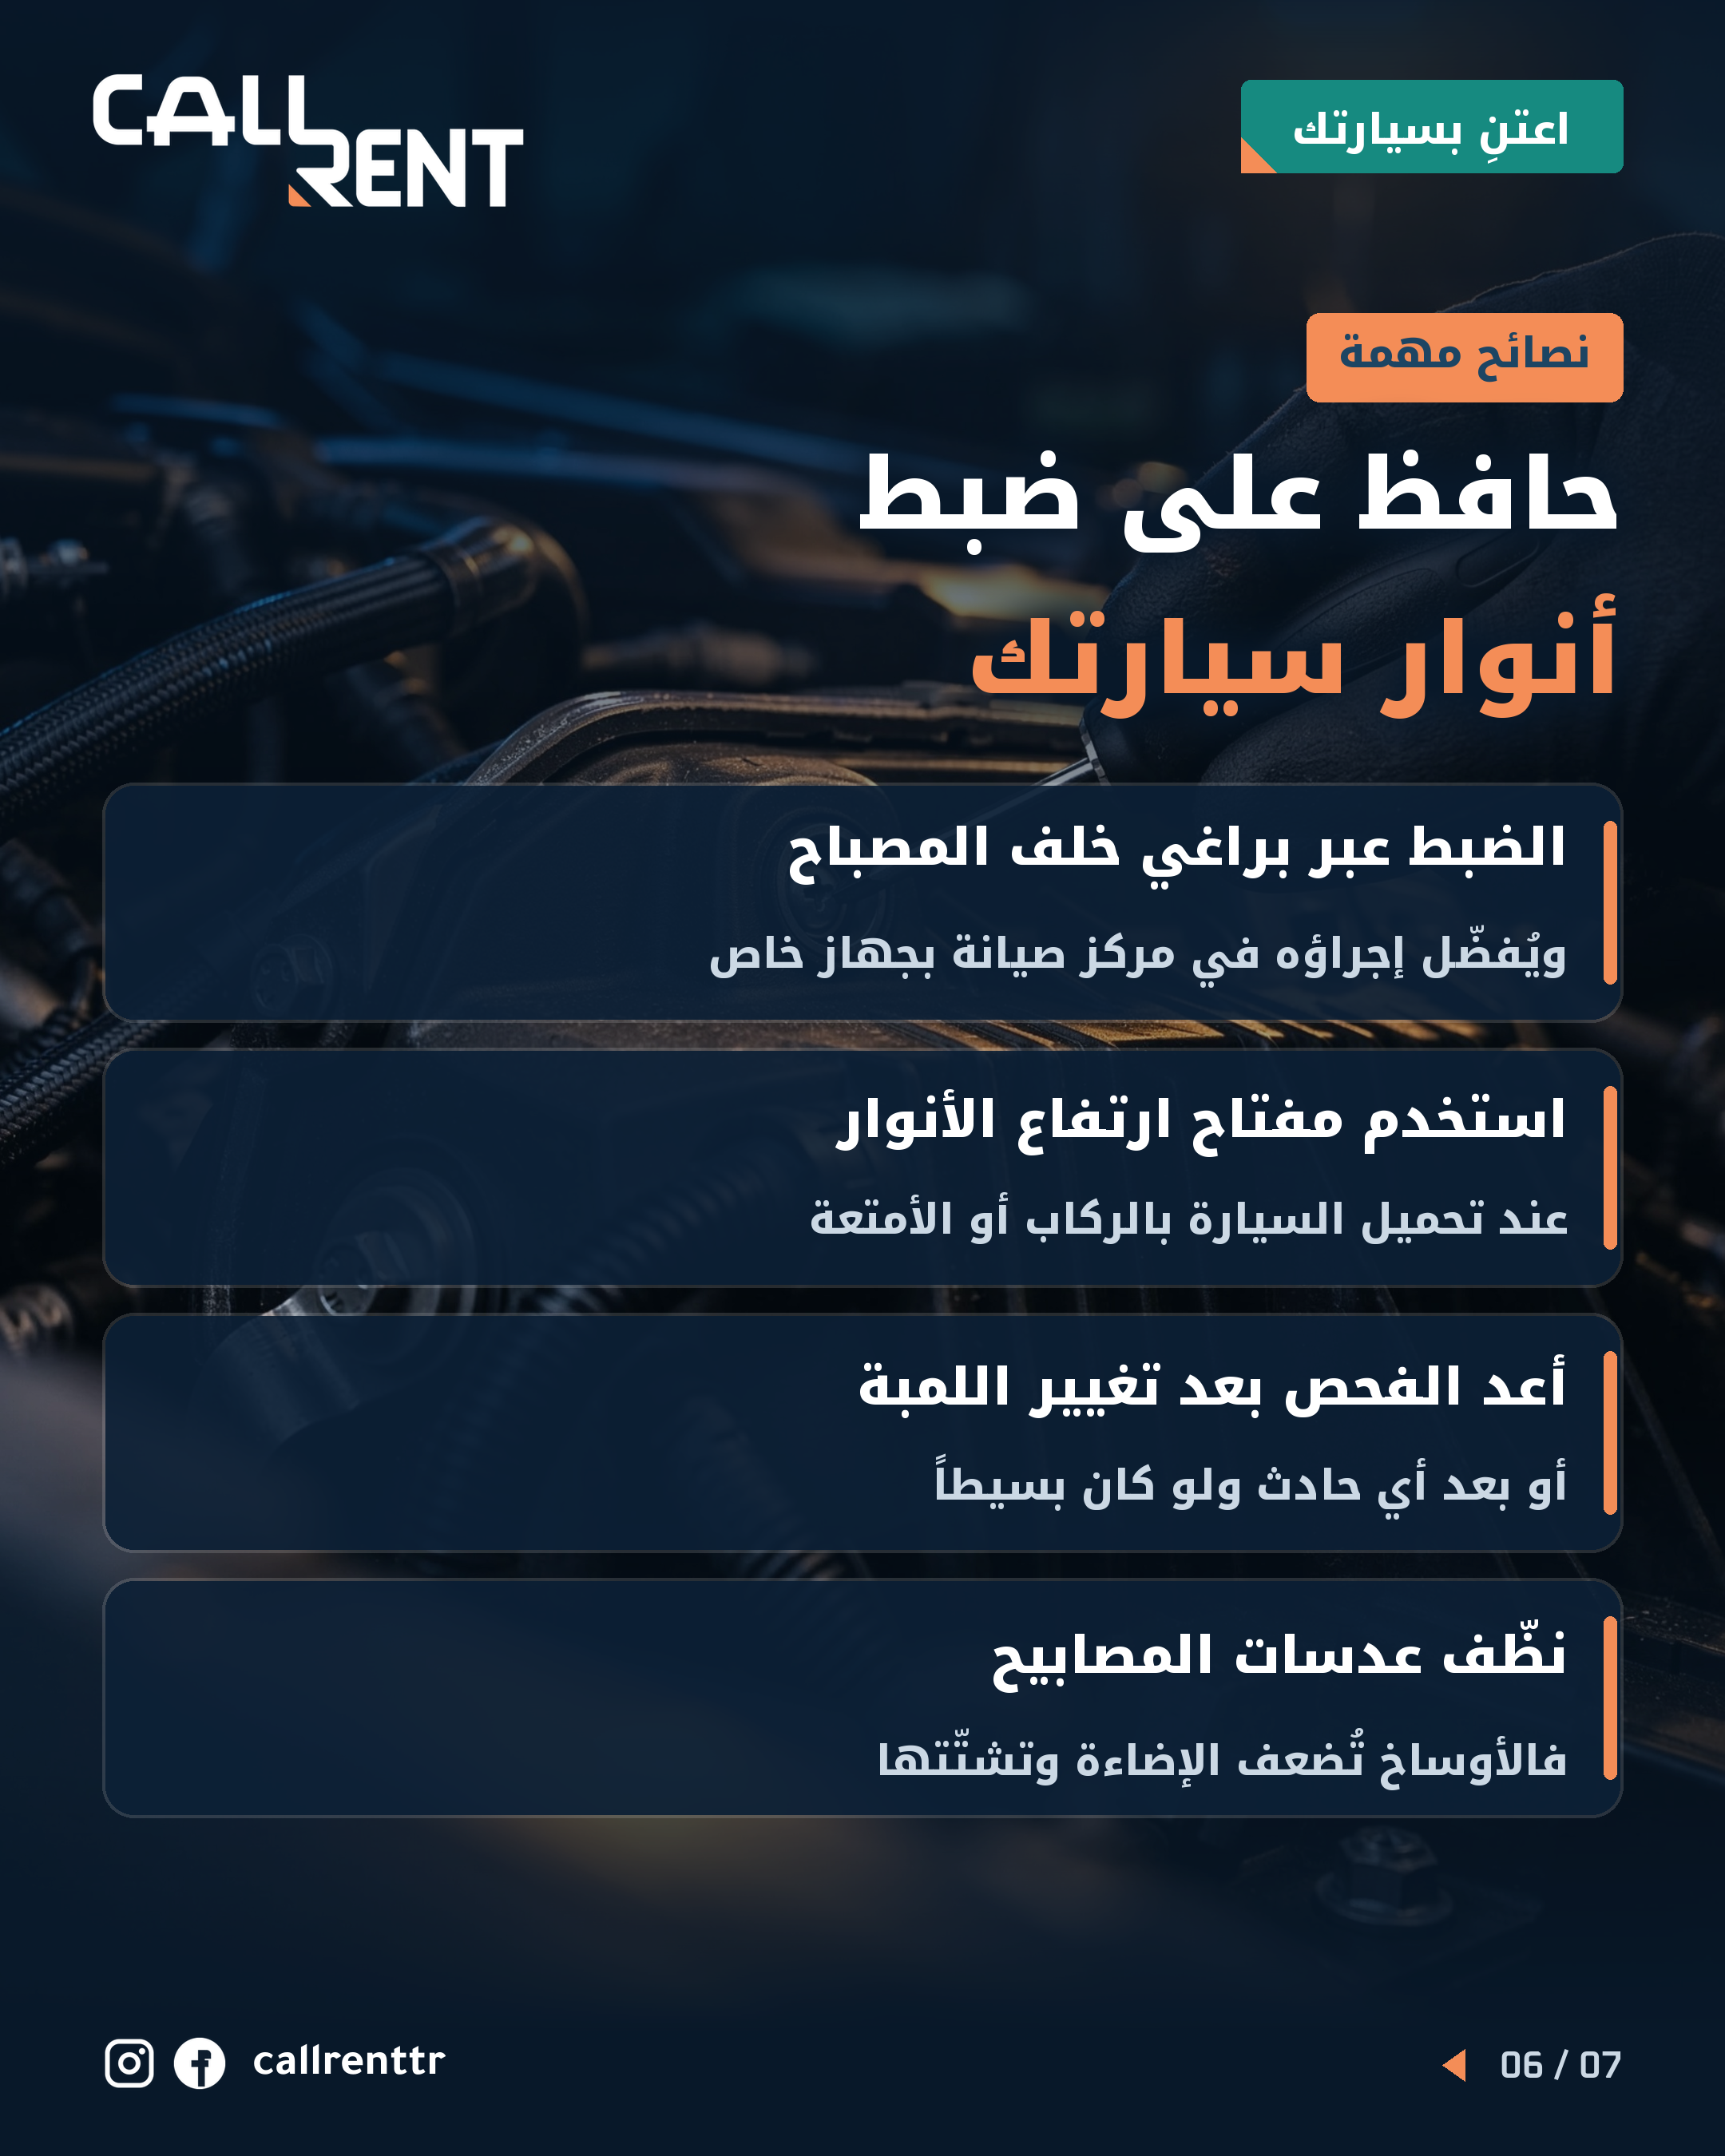 CALL RENT
اعتنِ بسيارتك
نصائح مهمة
حافظ على ضبط
أنوار سيارتك
الضبط عبر براغي خلف المصباح
ويُفضّل إجراؤه في مركز صيانة بجهاز خاص
استخدم مفتاح ارتفاع الأنوار
عند تحميل السيارة بالركاب أو الأمتعة
أعد الفحص بعد تغيير اللمبة
أو بعد أي حادث ولو كان بسيطاً
نظّف عدسات المصابيح
فالأوساخ تُضعف الإضاءة وتشتّتها
callrenttr
06 / 07